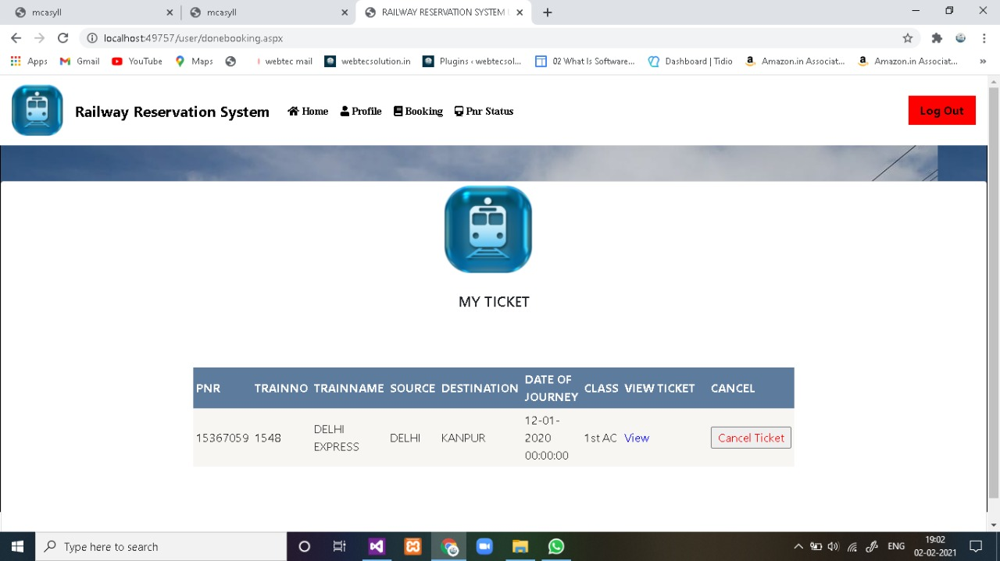 mcasyll
mcasyll
RAILWAY RESERVATION SYSTEM
localhost:49757/user/donebooking.aspx
Apps
Gmail
YouTube
Maps
webtec mail
webtecsolution.in
Plugins ‹ webtecsol...
02 What Is Software...
Dashboard | Tidio
Amazon.in Associat...
Amazon.in Associat...
»
Railway Reservation System
Home
Profile
Booking
Pnr Status
Log Out
MY TICKET
PNR TRAINNO TRAINNAME SOURCE DESTINATION DATE OF JOURNEY CLASS VIEW TICKET CANCEL
15367059 1548 DELHI EXPRESS DELHI KANPUR 12-01-2020 00:00:00 1st AC View Cancel Ticket
Type here to search
ENG
19:02
02-02-2021